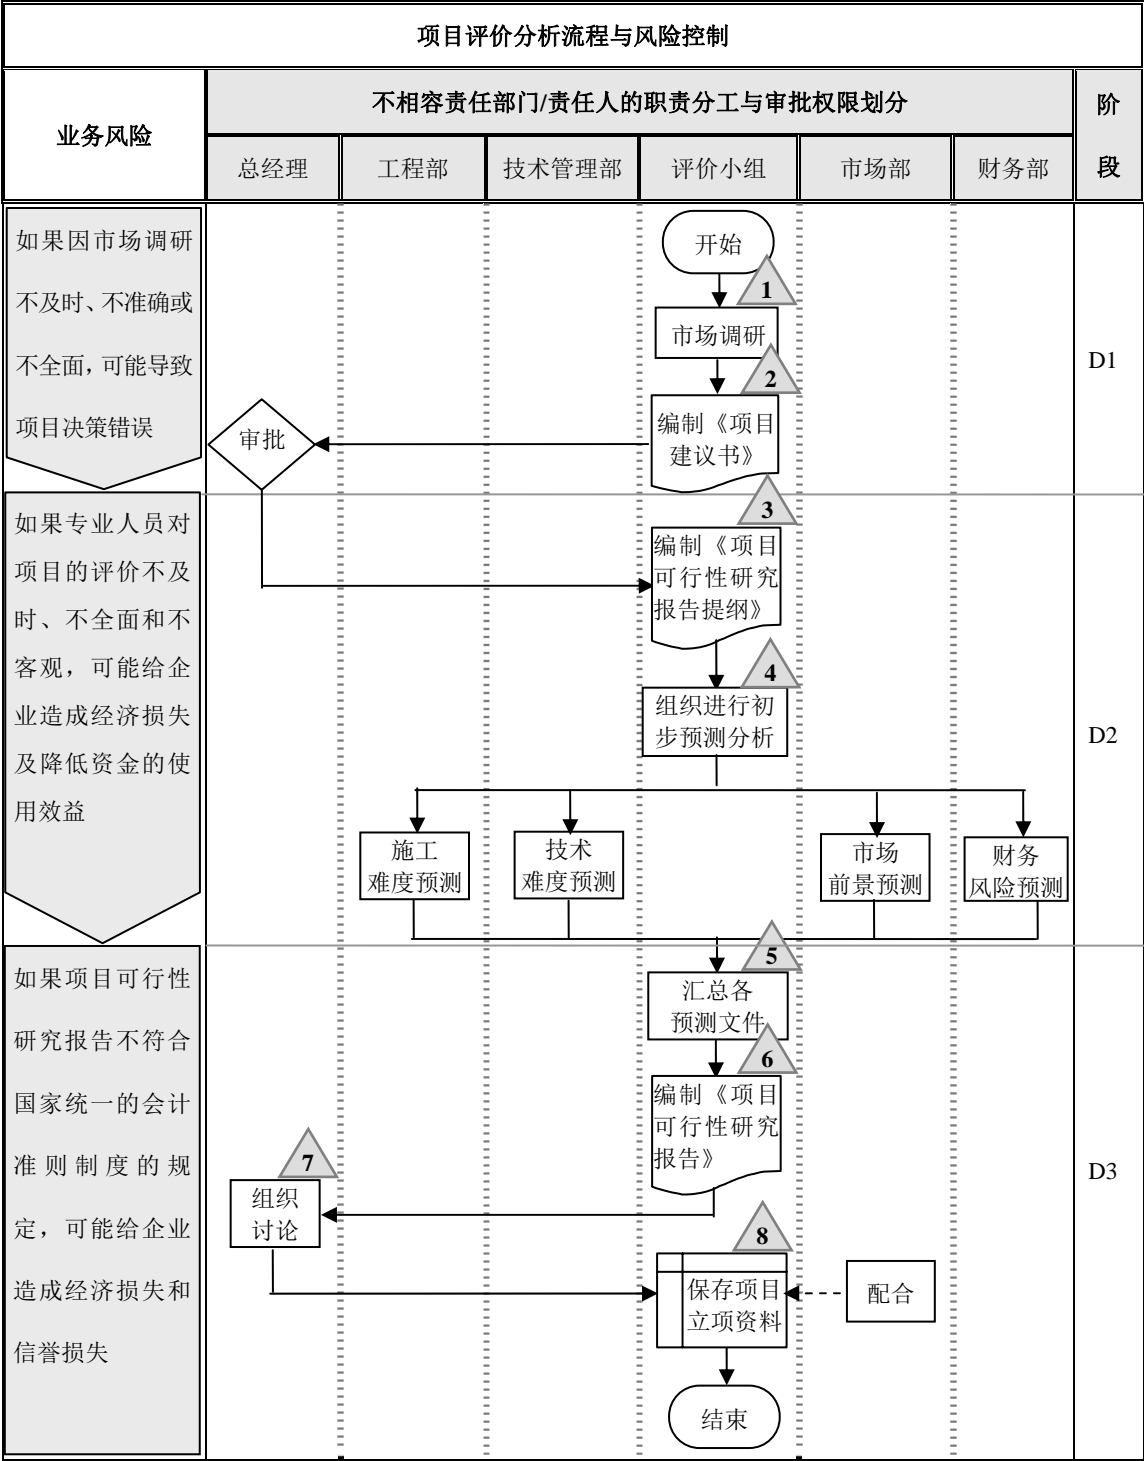 项目评价分析流程与风险控制
业务风险
不相容责任部门/责任人的职责分工与审批权限划分
阶
段
总经理
工程部
技术管理部
评价小组
市场部
财务部
如果因市场调研
不及时、不准确或
不全面，可能导致
项目决策错误
开始
1
市场调研
2
编制《项目
建议书》
审批
D1
如果专业人员对
项目的评价不及
时、不全面和不
客观，可能给企
业造成经济损失
及降低资金的使
用效益
3
编制《项目
可行性研究
报告提纲》
4
组织进行初
步预测分析
施工
难度预测
技术
难度预测
市场
前景预测
财务
风险预测
D2
如果项目可行性
研究报告不符合
国家统一的会计
准则制度的规
定，可能给企业
造成经济损失和
信誉损失
5
汇总各
预测文件
6
编制《项目
可行性研究
报告》
7
组织
讨论
8
保存项目
立项资料
配合
结束
D3